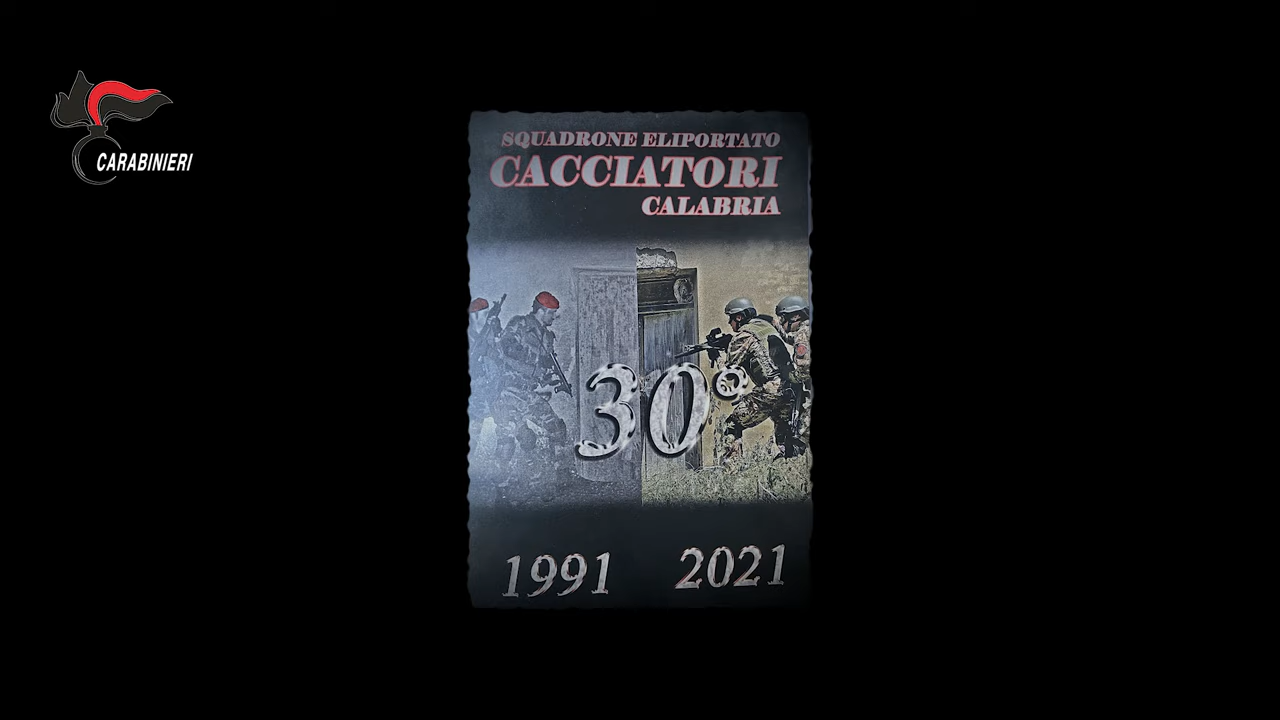 CARABINIERI
SQUADRONE ELIPORTATO
CACCIATORI
CALABRIA
30°
1991 2021